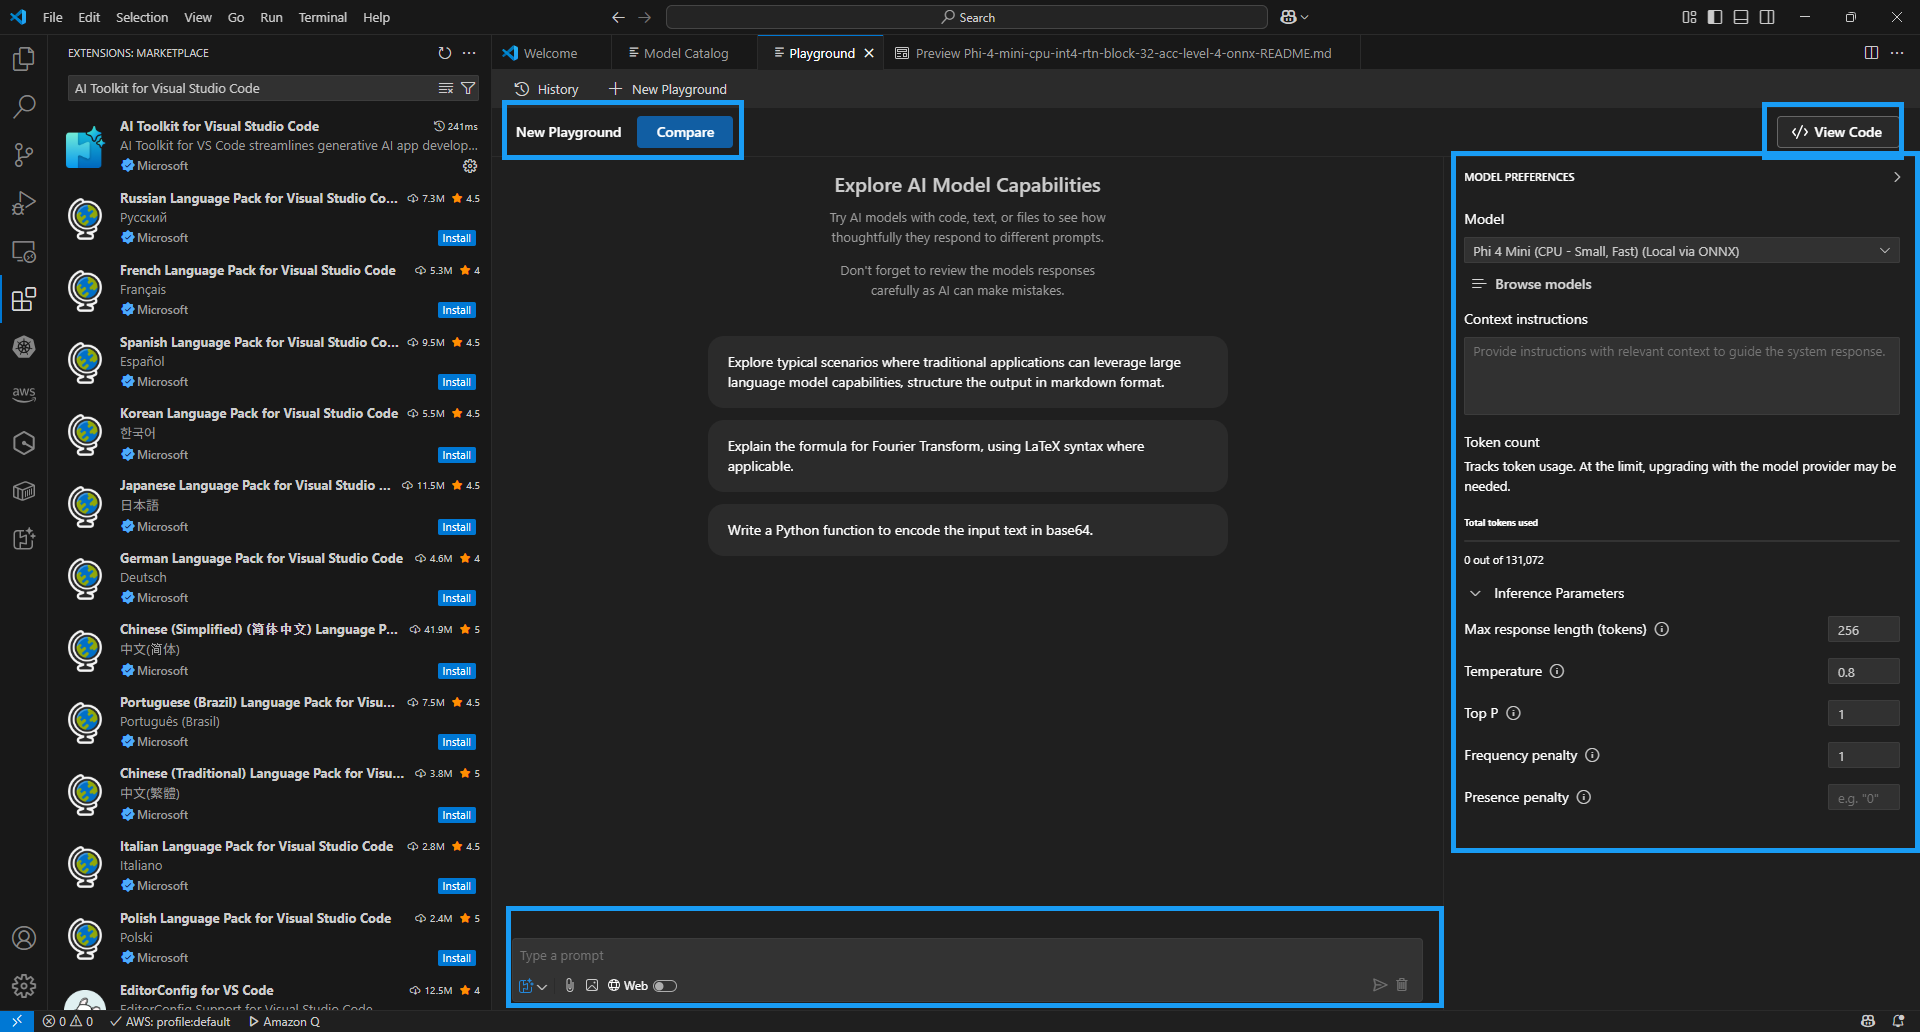 File Edit Selection View Go Run Terminal Help
Search
EXTENSIONS: MARKETPLACE
AI Toolkit for Visual Studio Code
AI Toolkit for Visual Studio Code 241ms
AI Toolkit for VS Code streamlines generative AI app develop...
Microsoft
Russian Language Pack for Visual Studio Co... 7.3M 4.5
Русский
Microsoft Install
French Language Pack for Visual Studio Code 5.3M 4
Français
Microsoft Install
Spanish Language Pack for Visual Studio Co... 9.5M 4.5
Español
Microsoft Install
Korean Language Pack for Visual Studio Code 5.5M 4.5
한국어
Microsoft Install
Japanese Language Pack for Visual Studio ... 11.5M 4.5
日本語
Microsoft Install
German Language Pack for Visual Studio Code 4.6M 4
Deutsch
Microsoft Install
Chinese (Simplified) (简体中文) Language P... 41.9M 5
中文(简体)
Microsoft Install
Portuguese (Brazil) Language Pack for Visu... 7.5M 4.5
Português (Brasil)
Microsoft Install
Chinese (Traditional) Language Pack for Visu... 3.8M 5
中文(繁體)
Microsoft Install
Italian Language Pack for Visual Studio Code 2.8M 4.5
Italiano
Microsoft Install
Polish Language Pack for Visual Studio Code 2.4M 5
Polski
Microsoft Install
EditorConfig for VS Code 12.5M 4
EditorConfig Support for Visual Studio Code
aws
Welcome Model Catalog Playground Preview Phi-4-mini-cpu-int4-rtn-block-32-acc-level-4-onnx-README.md
History New Playground
New Playground Compare
View Code
Explore AI Model Capabilities
Try AI models with code, text, or files to see how
thoughtfully they respond to different prompts.
Don't forget to review the models responses
carefully as AI can make mistakes.
Explore typical scenarios where traditional applications can leverage large
language model capabilities, structure the output in markdown format.
Explain the formula for Fourier Transform, using LaTeX syntax where
applicable.
Write a Python function to encode the input text in base64.
Type a prompt
Web
MODEL PREFERENCES
Model
Phi 4 Mini (CPU - Small, Fast) (Local via ONNX)
Browse models
Context instructions
Provide instructions with relevant context to guide the system response.
Token count
Tracks token usage. At the limit, upgrading with the model provider may be
needed.
Total tokens used
0 out of 131,072
Inference Parameters
Max response length (tokens) 256
Temperature 0.8
Top P 1
Frequency penalty 1
Presence penalty e.g. "0"
0 0 AWS: profile:default Amazon Q